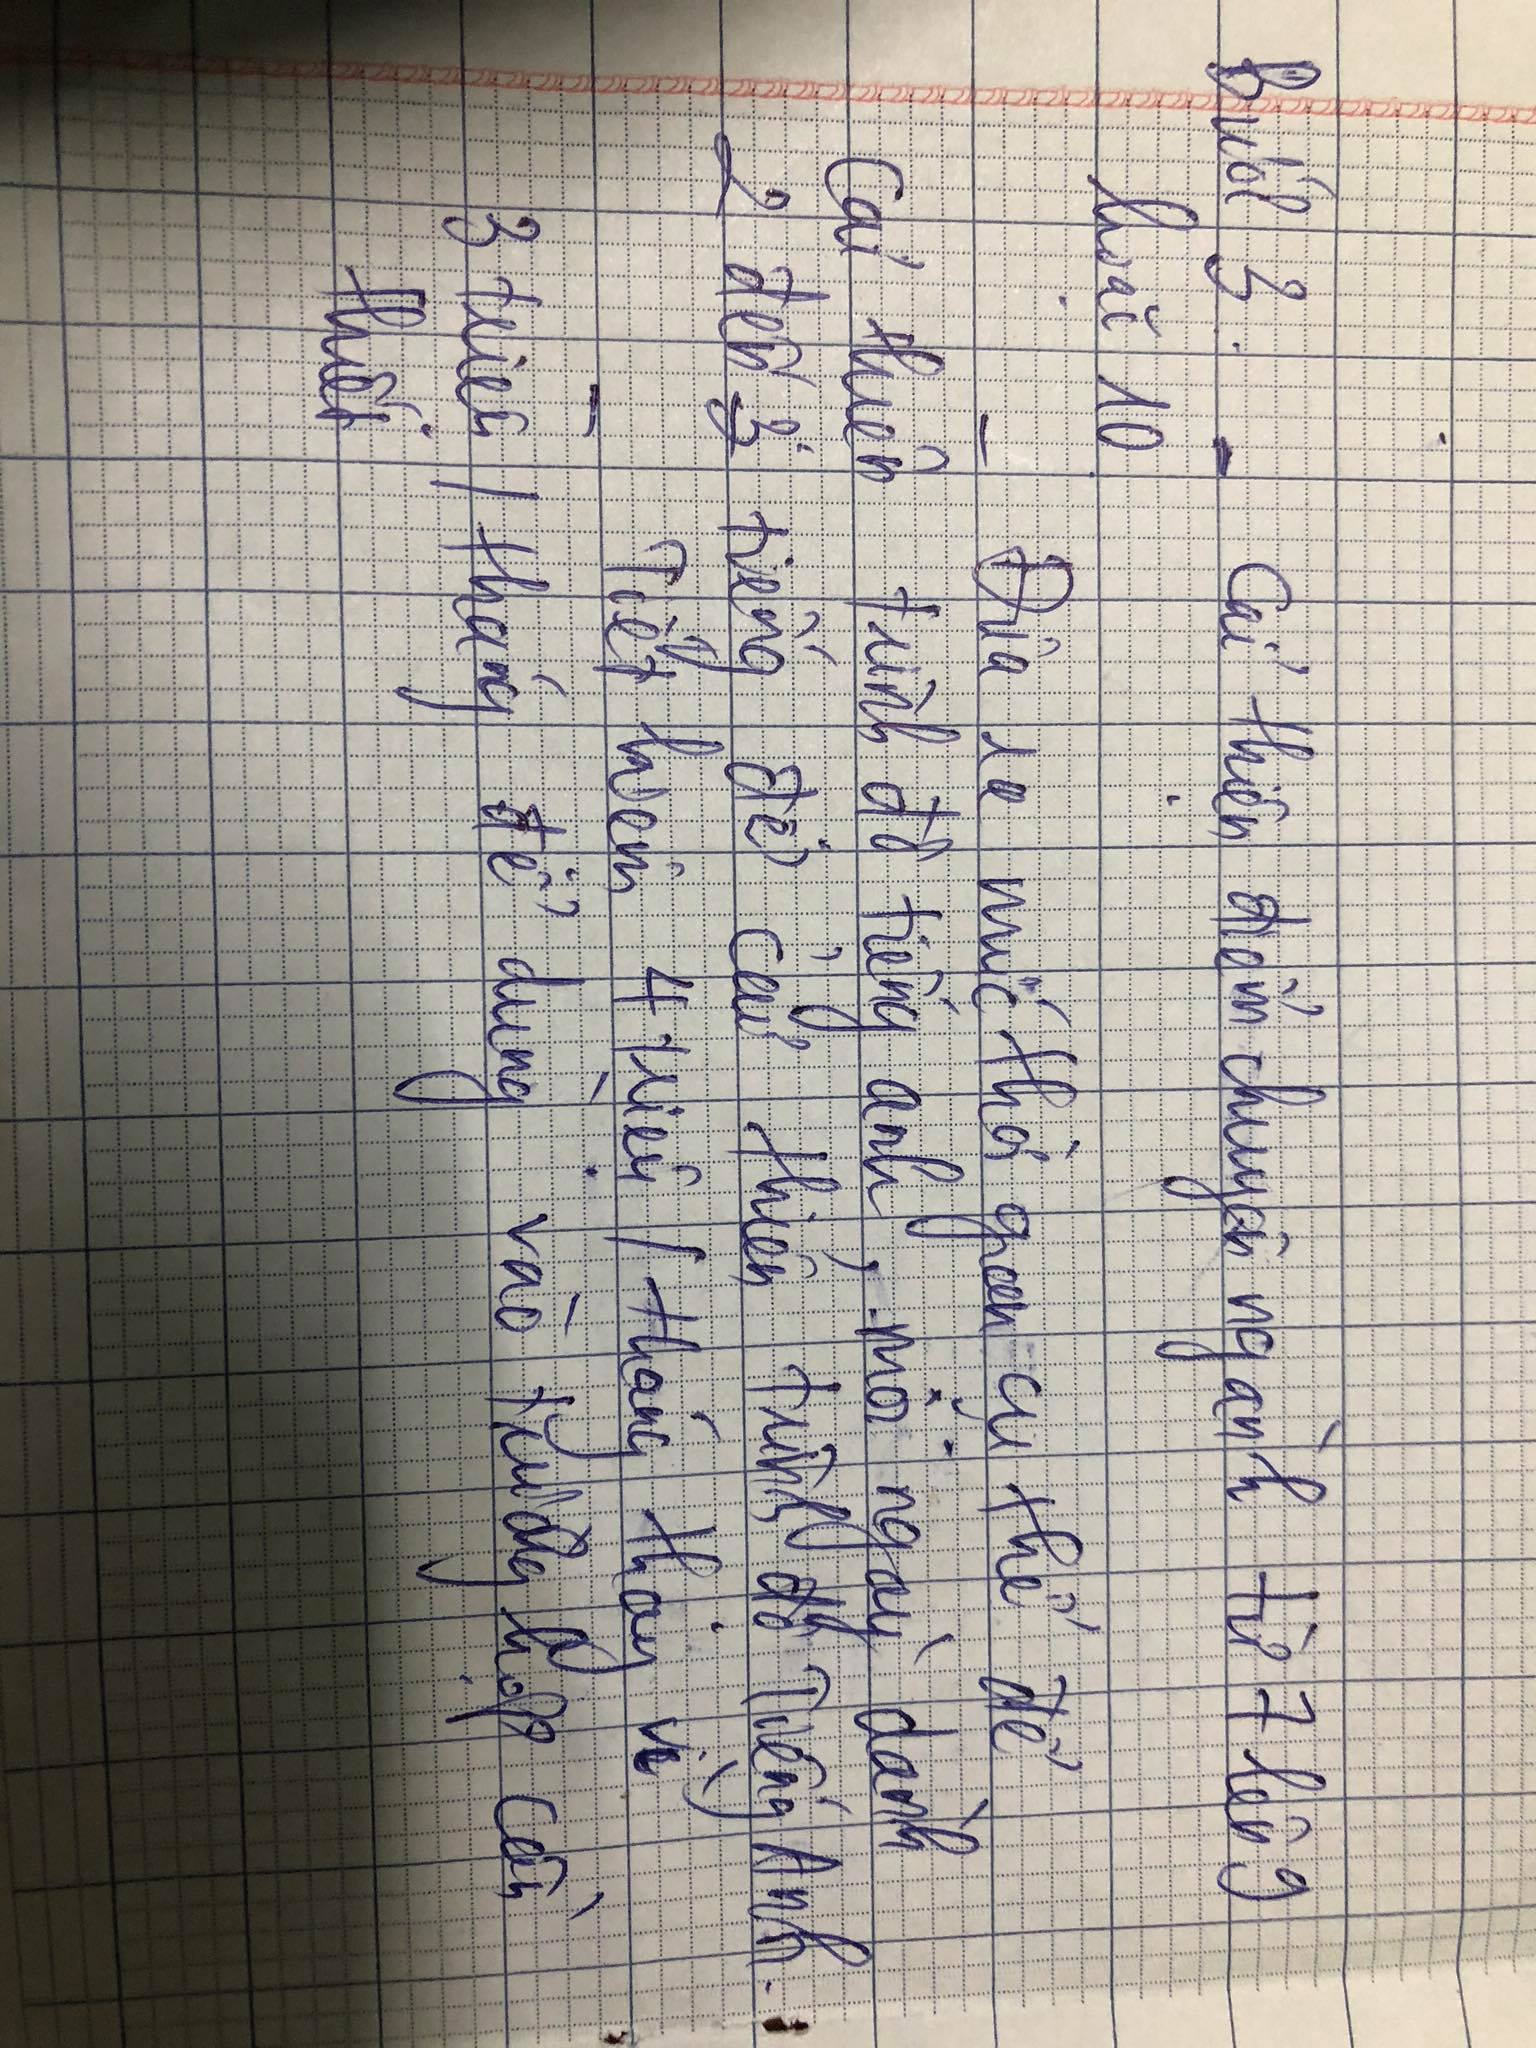 Buổi 3: - Cải thiện điểm chuyên ngành từ 7 lên 9
hoặc 10
- Đưa ra mức thời gian cụ thể để
Cải thiện trình độ tiếng anh, mỗi ngày dành
2 đến 3 tiếng để cải thiện trình độ Tiếng Anh.
- Tiết kiệm 4 triệu / tháng thay vì
3 triệu / tháng để dùng vào trường hợp cần
thiết